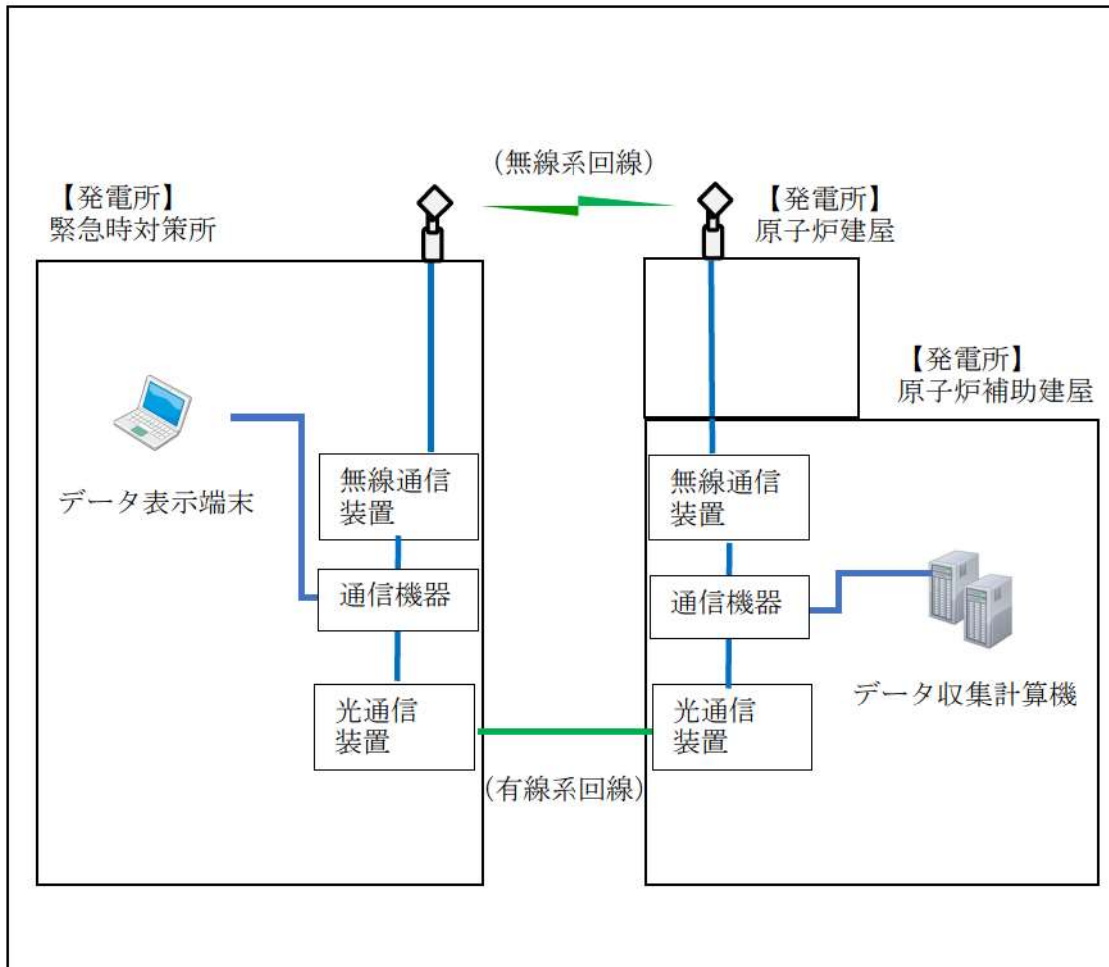 （無線系回線）
【発電所】
緊急時対策所
【発電所】
原子炉建屋
【発電所】
原子炉補助建屋
データ表示端末
無線通信
装置
通信機器
光通信
装置
無線通信
装置
通信機器
光通信
装置
データ収集計算機
（有線系回線）